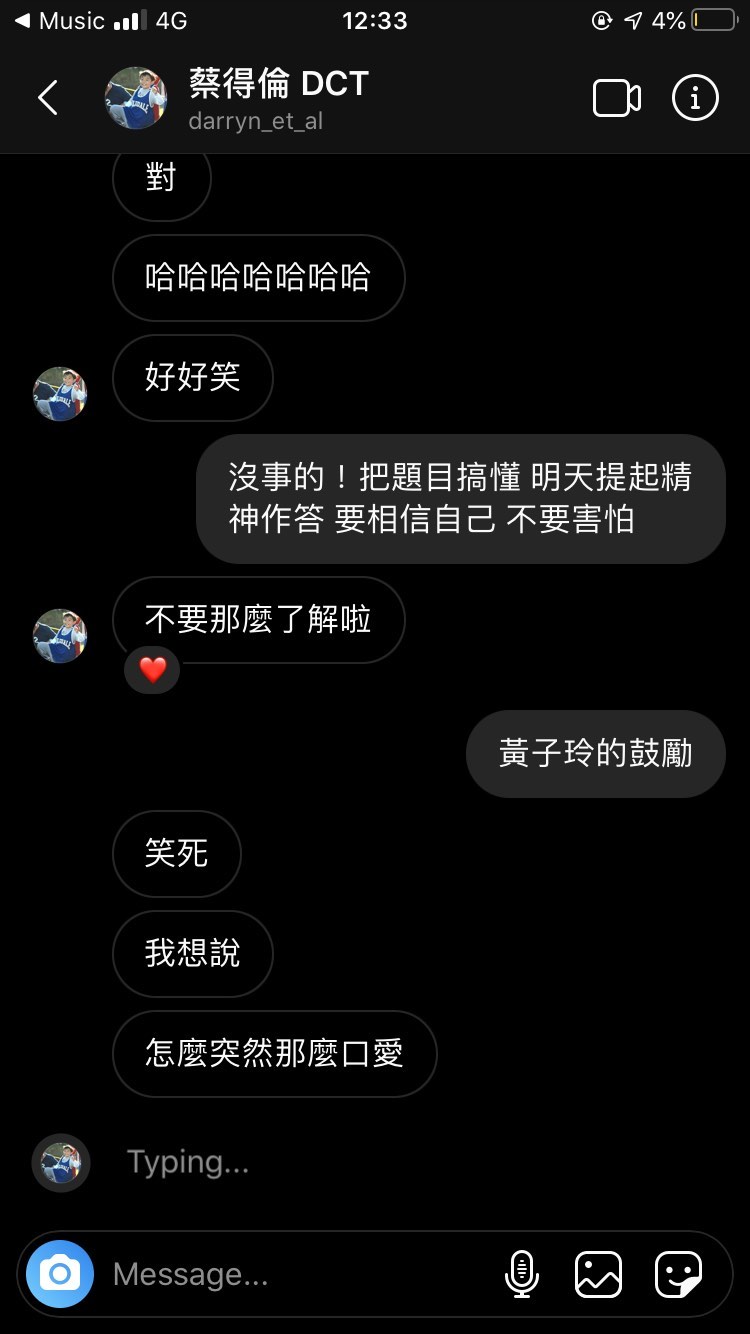 Music 4G 12:33 4%
蔡得倫 DCT
darryn_et_al
對
哈哈哈哈哈哈哈
好好笑
沒事的！把題目搞懂 明天提起精
神作答 要相信自己 不要害怕
不要那麼了解啦
黃子玲的鼓勵
笑死
我想說
怎麼突然那麼口愛
Typing...
Message...